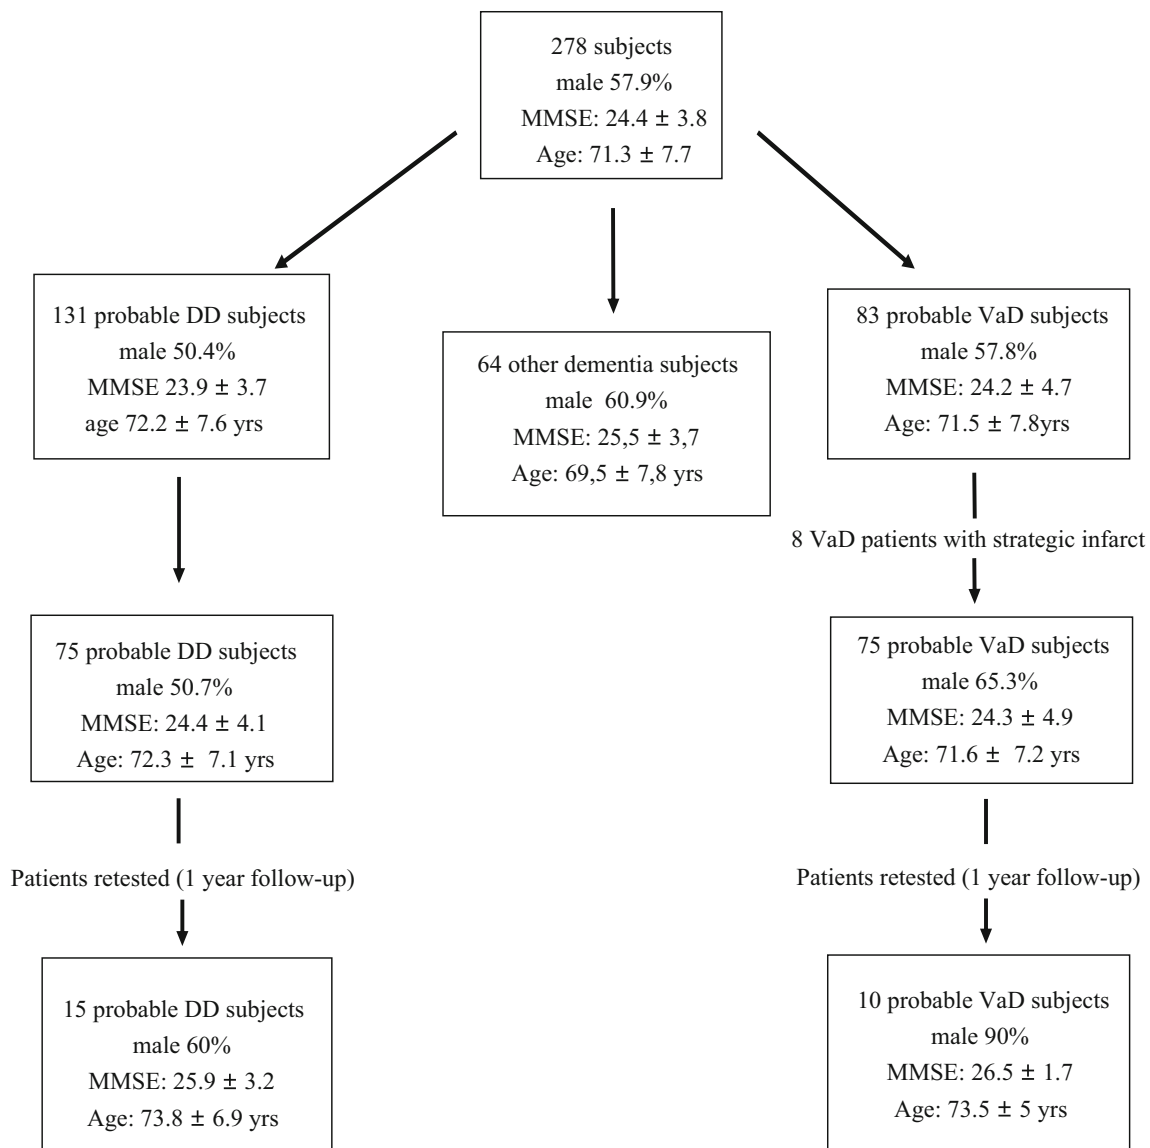 278 subjects
male 57.9%
MMSE: 24.4 ± 3.8
Age: 71.3 ± 7.7
131 probable DD subjects
male 50.4%
MMSE 23.9 ± 3.7
age 72.2 ± 7.6 yrs
64 other dementia subjects
male 60.9%
MMSE: 25,5 ± 3,7
Age: 69,5 ± 7,8 yrs
83 probable VaD subjects
male 57.8%
MMSE: 24.2 ± 4.7
Age: 71.5 ± 7.8yrs
8 VaD patients with strategic infarct
75 probable DD subjects
male 50.7%
MMSE: 24.4 ± 4.1
Age: 72.3 ± 7.1 yrs
75 probable VaD subjects
male 65.3%
MMSE: 24.3 ± 4.9
Age: 71.6 ± 7.2 yrs
Patients retested (1 year follow-up)
Patients retested (1 year follow-up)
15 probable DD subjects
male 60%
MMSE: 25.9 ± 3.2
Age: 73.8 ± 6.9 yrs
10 probable VaD subjects
male 90%
MMSE: 26.5 ± 1.7
Age: 73.5 ± 5 yrs